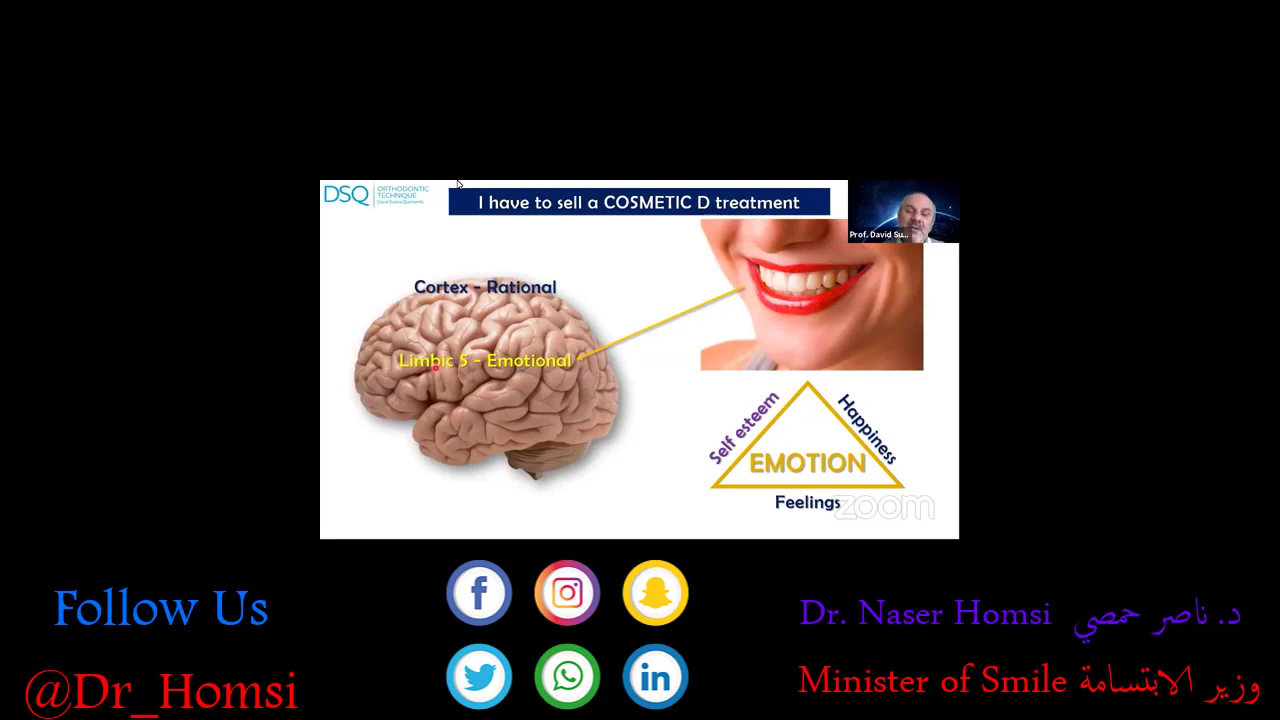 DSQ
ORTHODONTIC
TECHNIQUE
I have to sell a COSMETIC D treatment
Prof. David Su...
Cortex - Rational
Limbic S - Emotional
Self esteem
Happiness
EMOTION
Feelings
zoom
Follow Us
@Dr_Homsi
Dr. Naser Homsi د. ناصر حمصي
Minister of Smile وزير الابتسامة